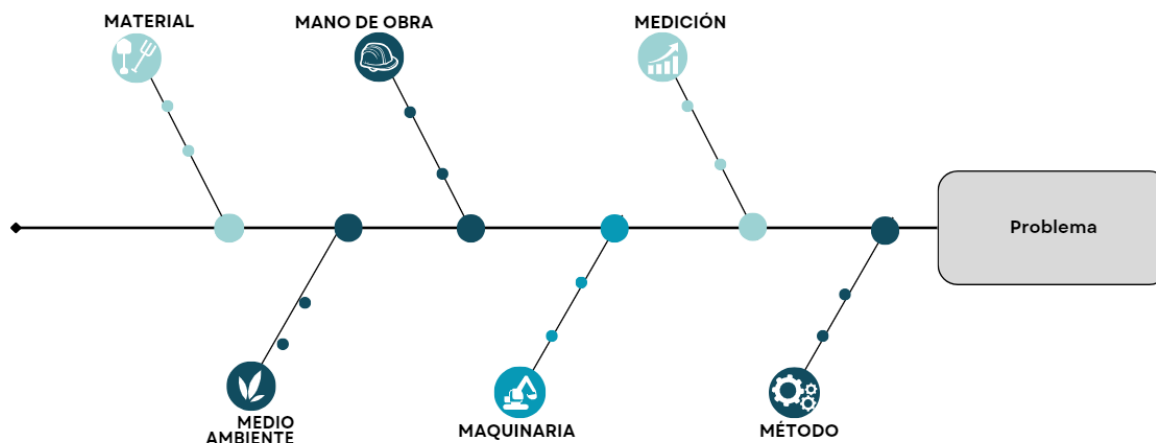 MATERIAL
MANO DE OBRA
MEDICIÓN
Problema
MEDIO
AMBIENTE
MAQUINARIA
MÉTODO